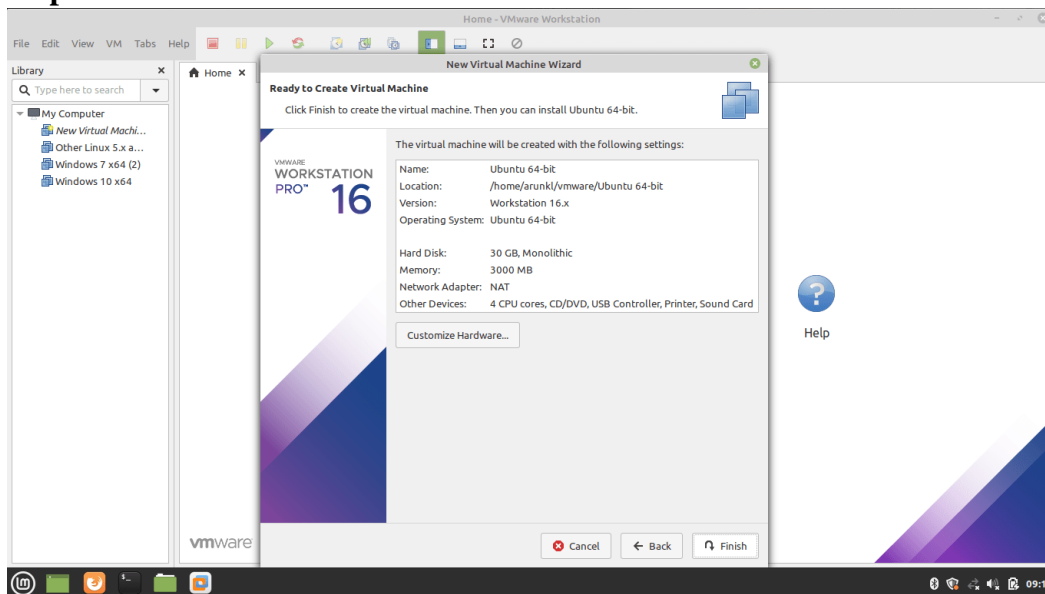 Home - VMware Workstation
File Edit View VM Tabs Help
Library
Home
Type here to search
My Computer
New Virtual Machi...
Other Linux 5.x a...
Windows 7 x64 (2)
Windows 10 x64
New Virtual Machine Wizard
Ready to Create Virtual Machine
Click Finish to create the virtual machine. Then you can install Ubuntu 64-bit.
VMWARE
WORKSTATION
PRO™ 16
The virtual machine will be created with the following settings:
Name: Ubuntu 64-bit
Location: /home/arunkl/vmware/Ubuntu 64-bit
Version: Workstation 16.x
Operating System: Ubuntu 64-bit
Hard Disk: 30 GB, Monolithic
Memory: 3000 MB
Network Adapter: NAT
Other Devices: 4 CPU cores, CD/DVD, USB Controller, Printer, Sound Card
Customize Hardware...
Help
vmware
Cancel Back Finish